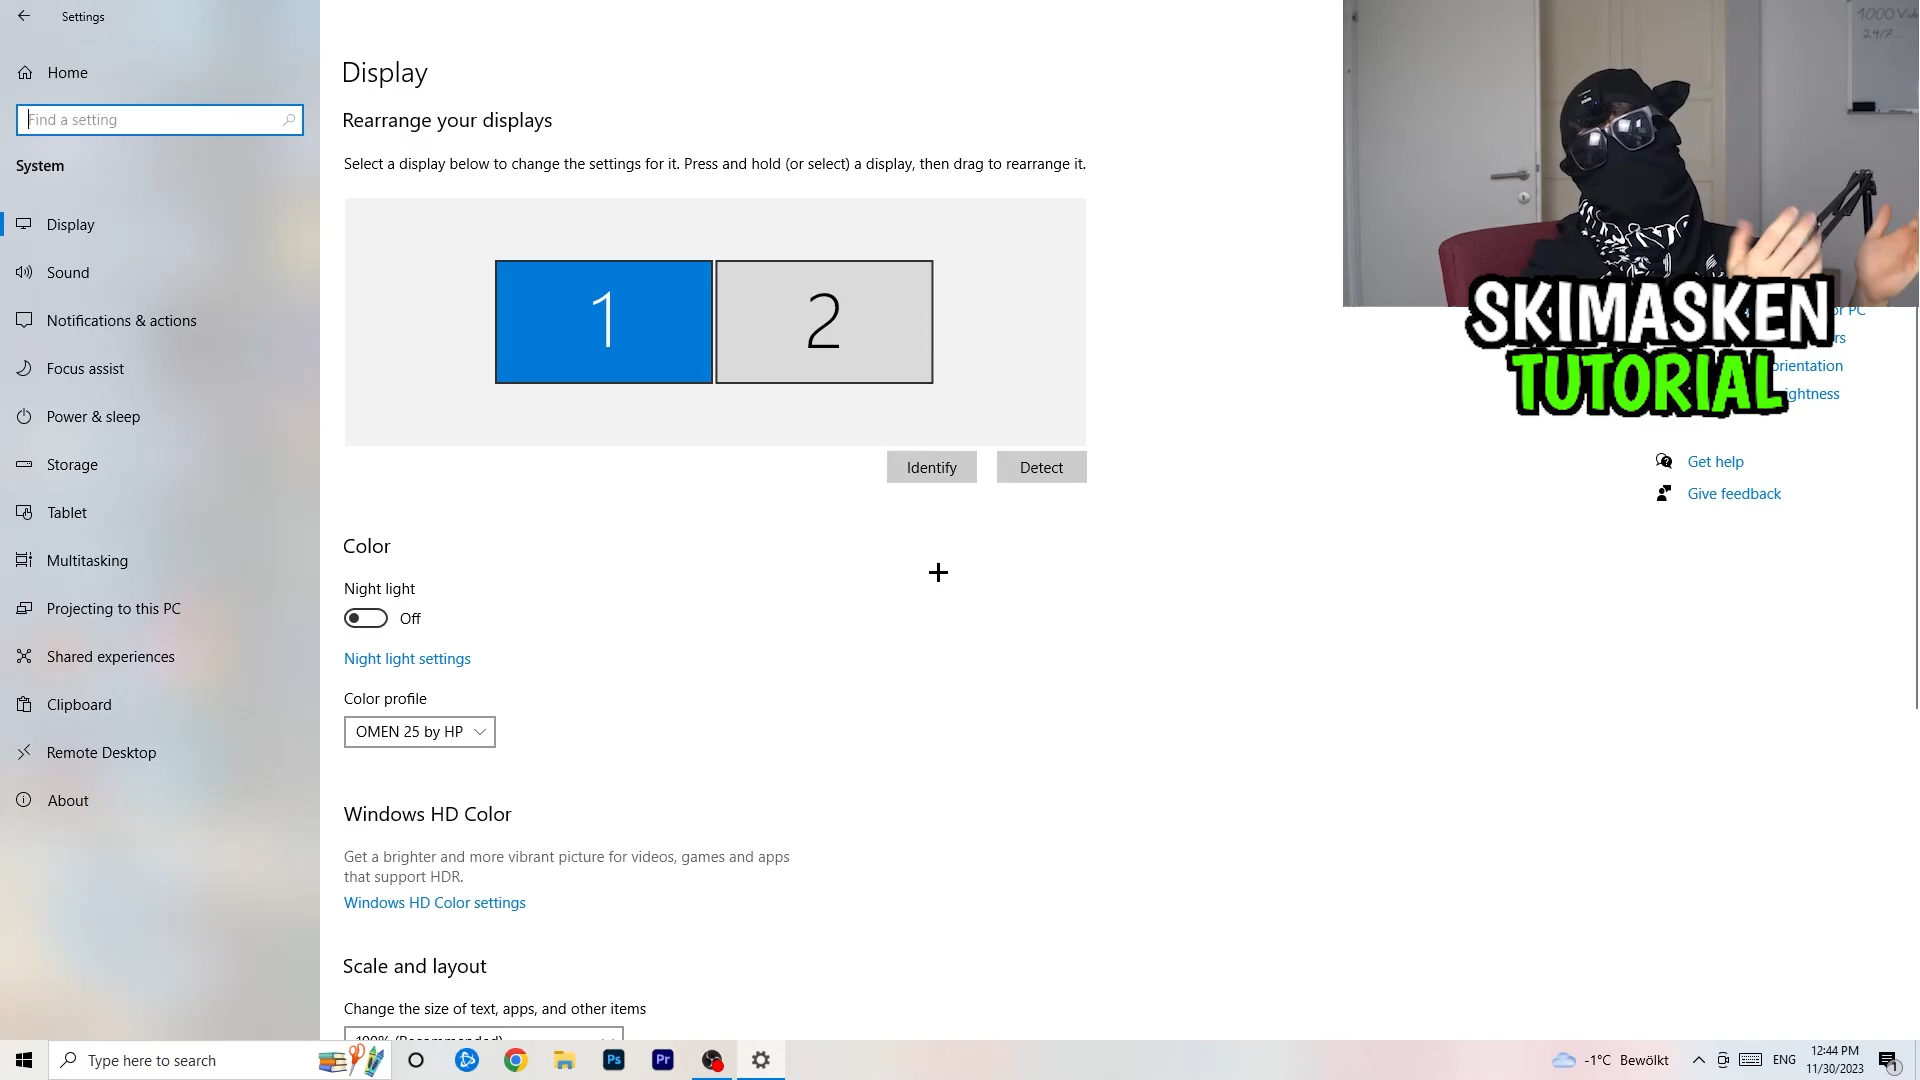 Settings
Home
Find a setting
System
Display
Sound
Notifications & actions
Focus assist
Power & sleep
Storage
Tablet
Multitasking
Projecting to this PC
Shared experiences
Clipboard
Remote Desktop
About
Display
Rearrange your displays
Select a display below to change the settings for it. Press and hold (or select) a display, then drag to rearrange it.
1
2
Identify
Detect
Color
Night light
Off
Night light settings
Color profile
OMEN 25 by HP
Windows HD Color
Get a brighter and more vibrant picture for videos, games and apps
that support HDR.
Windows HD Color settings
Scale and layout
Change the size of text, apps, and other items
100% (Recommended)
SKIMASKEN
TUTORIAL
PC
orientation
Get help
Give feedback
Type here to search
Ps
Pr
-1°C Bewölkt
ENG
12:44 PM
11/30/2023
1